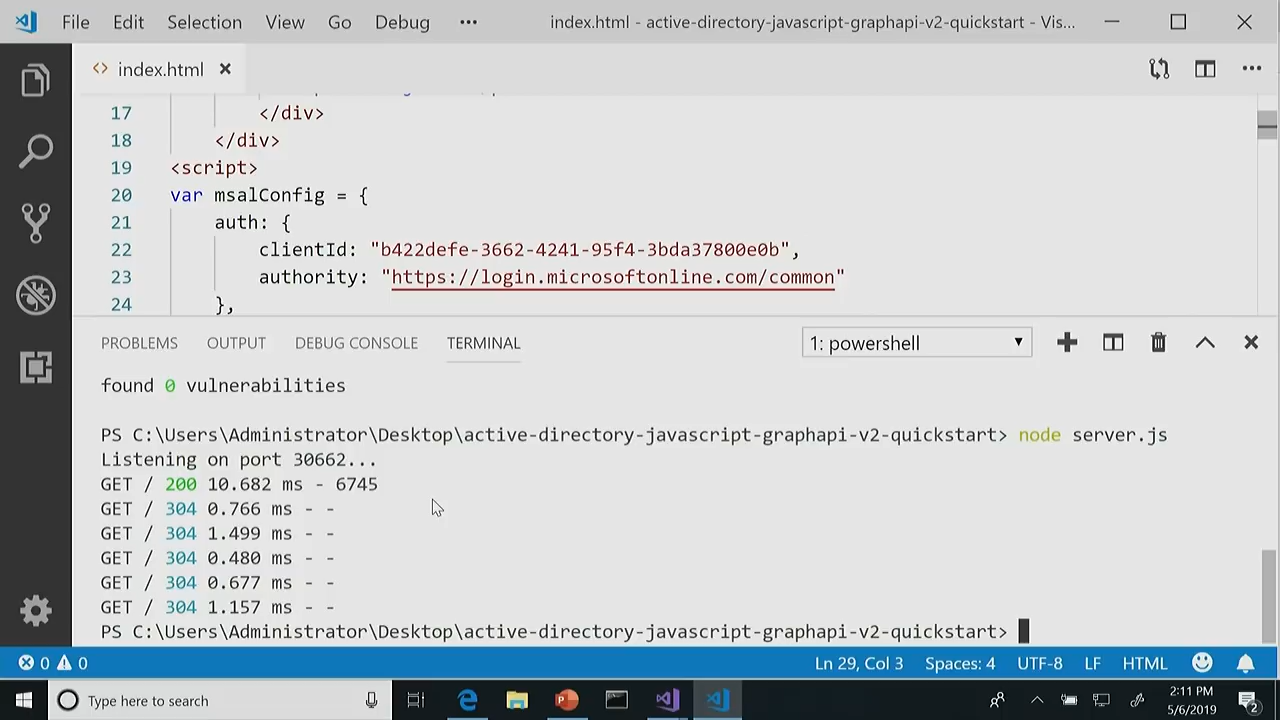 File Edit Selection View Go Debug ••• index.html - active-directory-javascript-graphapi-v2-quickstart - Vis...
<> index.html
17 </div>
18 </div>
19 <script>
20 var msalConfig = {
21 auth: {
22 clientId: "b422defe-3662-4241-95f4-3bda37800e0b",
23 authority: "https://login.microsoftonline.com/common"
24 },
PROBLEMS OUTPUT DEBUG CONSOLE TERMINAL 1: powershell
found 0 vulnerabilities
PS C:\Users\Administrator\Desktop\active-directory-javascript-graphapi-v2-quickstart> node server.js
Listening on port 30662...
GET / 200 10.682 ms - 6745
GET / 304 0.766 ms - -
GET / 304 1.499 ms - -
GET / 304 0.480 ms - -
GET / 304 0.677 ms - -
GET / 304 1.157 ms - -
PS C:\Users\Administrator\Desktop\active-directory-javascript-graphapi-v2-quickstart>
0 0 Ln 29, Col 3 Spaces: 4 UTF-8 LF HTML
Type here to search
2:11 PM
5/6/2019
2